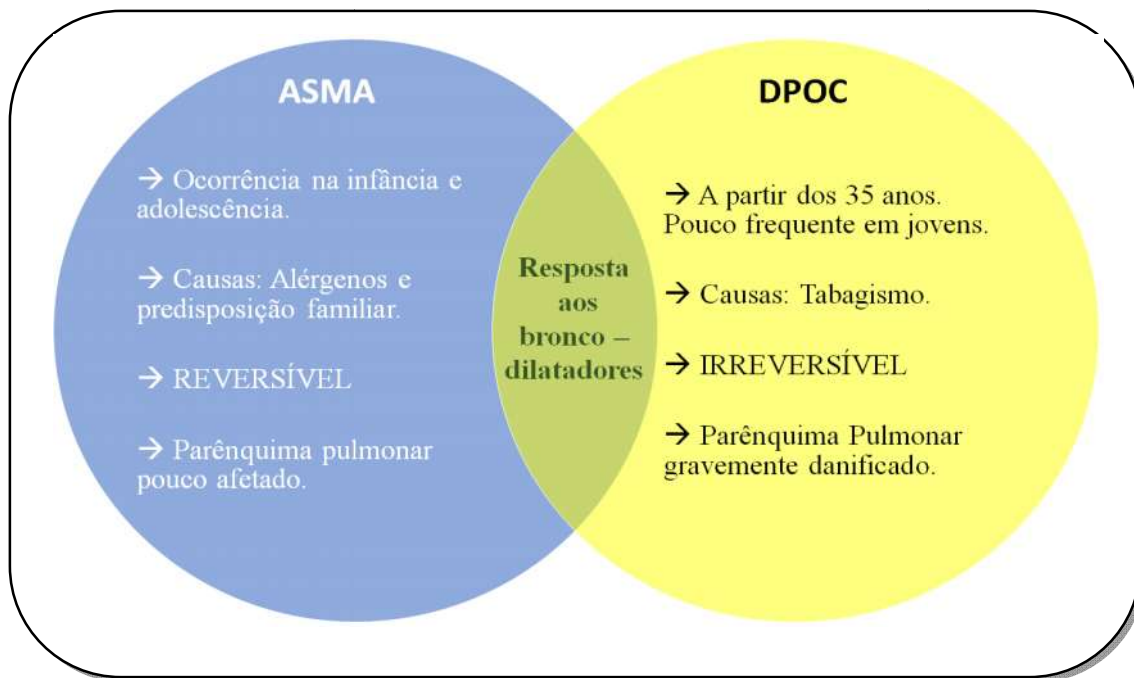 ASMA
→ Ocorrência na infância e
adolescência.
→ Causas: Alérgenos e
predisposição familiar.
→ REVERSÍVEL
→ Parênquima pulmonar
pouco afetado.
Resposta
aos
bronco –
dilatadores
DPOC
→ A partir dos 35 anos.
Pouco frequente em jovens.
→ Causas: Tabagismo.
→ IRREVERSÍVEL
→ Parênquima Pulmonar
gravemente danificado.